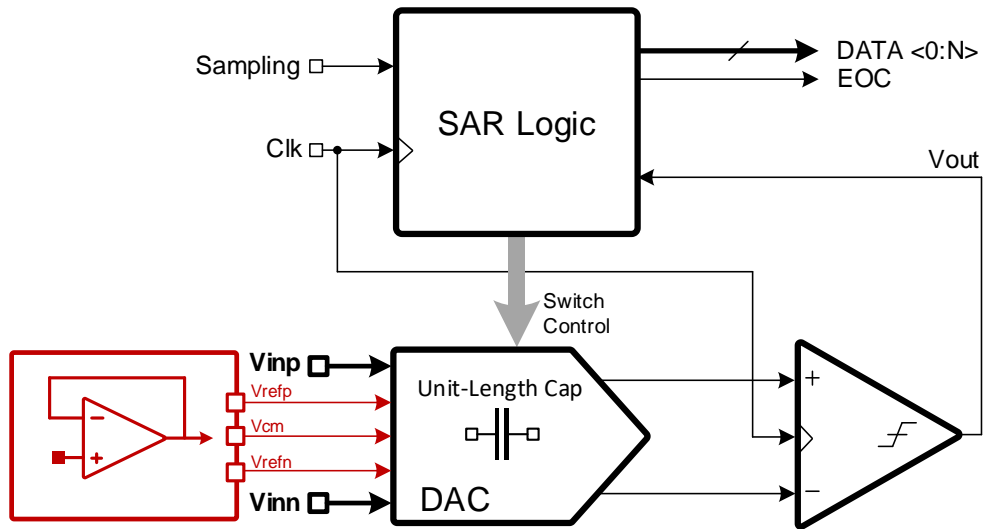 Sampling
Clk
SAR Logic
DATA <0:N>
EOC
Vout
Switch
Control
Vinp
Vrefp
Vcm
Vrefn
Vinn
Unit-Length Cap
DAC
+
−
+
−